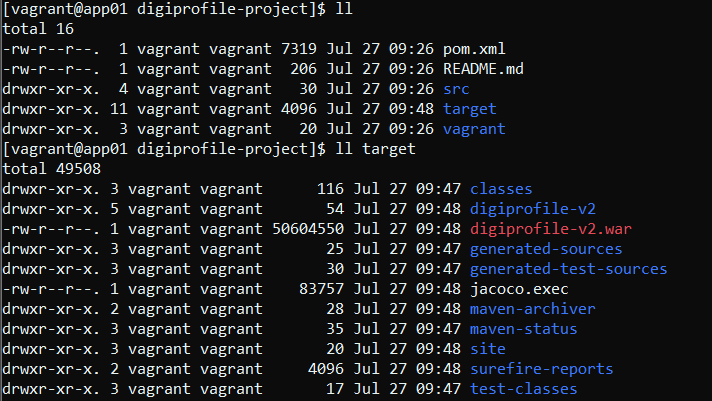 [vagrant@app01 digiprofile-project]$ ll
total 16
-rw-r--r--.  1 vagrant vagrant 7319 Jul 27 09:26 pom.xml
-rw-r--r--.  1 vagrant vagrant  206 Jul 27 09:26 README.md
drwxr-xr-x.  4 vagrant vagrant   30 Jul 27 09:26 src
drwxr-xr-x. 11 vagrant vagrant 4096 Jul 27 09:48 target
drwxr-xr-x.  3 vagrant vagrant   20 Jul 27 09:26 vagrant
[vagrant@app01 digiprofile-project]$ ll target
total 49508
drwxr-xr-x. 3 vagrant vagrant      116 Jul 27 09:47 classes
drwxr-xr-x. 5 vagrant vagrant       54 Jul 27 09:48 digiprofile-v2
-rw-r--r--. 1 vagrant vagrant 50604550 Jul 27 09:48 digiprofile-v2.war
drwxr-xr-x. 3 vagrant vagrant       25 Jul 27 09:47 generated-sources
drwxr-xr-x. 3 vagrant vagrant       30 Jul 27 09:47 generated-test-sources
-rw-r--r--. 1 vagrant vagrant    83757 Jul 27 09:48 jacoco.exec
drwxr-xr-x. 2 vagrant vagrant       28 Jul 27 09:48 maven-archiver
drwxr-xr-x. 3 vagrant vagrant       35 Jul 27 09:47 maven-status
drwxr-xr-x. 3 vagrant vagrant       20 Jul 27 09:48 site
drwxr-xr-x. 2 vagrant vagrant     4096 Jul 27 09:48 surefire-reports
drwxr-xr-x. 3 vagrant vagrant       17 Jul 27 09:47 test-classes